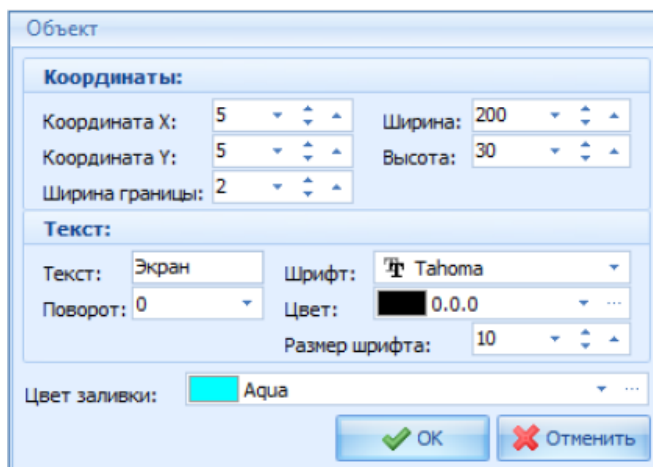 Объект
Координаты:
Координата X: 5 Ширина: 200
Координата Y: 5 Высота: 30
Ширина границы: 2
Текст:
Текст: Экран Шрифт: Tahoma
Поворот: 0 Цвет: 0.0.0
Размер шрифта: 10
Цвет заливки: Aqua
OK Отменить